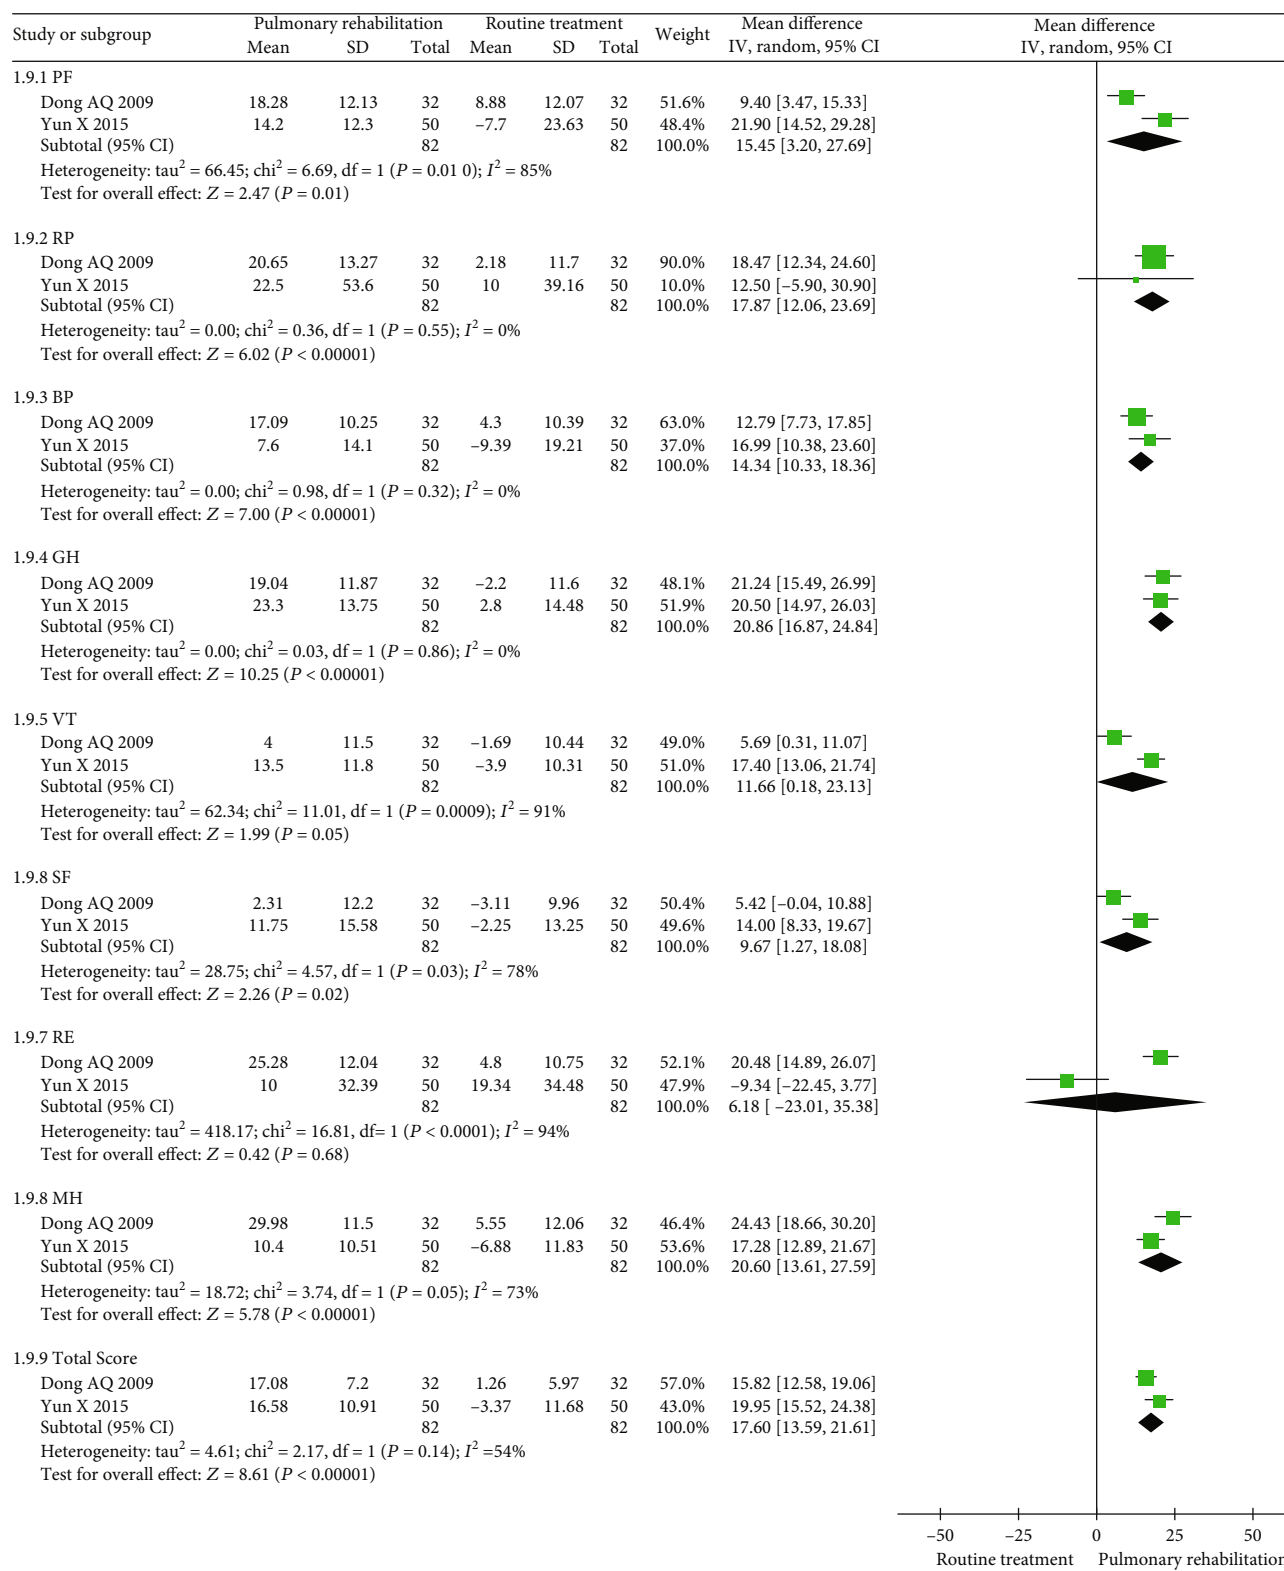 Study or subgroup Pulmonary rehabilitation Routine treatment Weight Mean difference Mean difference
Mean SD Total Mean SD Total IV, random, 95% CI IV, random, 95% CI
1.9.1 PF
Dong AQ 2009 18.28 12.13 32 8.88 12.07 32 51.6% 9.40 [3.47, 15.33]
Yun X 2015 14.2 12.3 50 –7.7 23.63 50 48.4% 21.90 [14.52, 29.28]
Subtotal (95% CI) 82 82 100.0% 15.45 [3.20, 27.69]
Heterogeneity: tau² = 66.45; chi² = 6.69, df = 1 (P = 0.01 0); I² = 85%
Test for overall effect: Z = 2.47 (P = 0.01)
1.9.2 RP
Dong AQ 2009 20.65 13.27 32 2.18 11.7 32 90.0% 18.47 [12.34, 24.60]
Yun X 2015 22.5 53.6 50 10 39.16 50 10.0% 12.50 [–5.90, 30.90]
Subtotal (95% CI) 82 82 100.0% 17.87 [12.06, 23.69]
Heterogeneity: tau² = 0.00; chi² = 0.36, df = 1 (P = 0.55); I² = 0%
Test for overall effect: Z = 6.02 (P < 0.00001)
1.9.3 BP
Dong AQ 2009 17.09 10.25 32 4.3 10.39 32 63.0% 12.79 [7.73, 17.85]
Yun X 2015 7.6 14.1 50 –9.39 19.21 50 37.0% 16.99 [10.38, 23.60]
Subtotal (95% CI) 82 82 100.0% 14.34 [10.33, 18.36]
Heterogeneity: tau² = 0.00; chi² = 0.98, df = 1 (P = 0.32); I² = 0%
Test for overall effect: Z = 7.00 (P < 0.00001)
1.9.4 GH
Dong AQ 2009 19.04 11.87 32 –2.2 11.6 32 48.1% 21.24 [15.49, 26.99]
Yun X 2015 23.3 13.75 50 2.8 14.48 50 51.9% 20.50 [14.97, 26.03]
Subtotal (95% CI) 82 82 100.0% 20.86 [16.87, 24.84]
Heterogeneity: tau² = 0.00; chi² = 0.03, df = 1 (P = 0.86); I² = 0%
Test for overall effect: Z = 10.25 (P < 0.00001)
1.9.5 VT
Dong AQ 2009 4 11.5 32 –1.69 10.44 32 49.0% 5.69 [0.31, 11.07]
Yun X 2015 13.5 11.8 50 –3.9 10.31 50 51.0% 17.40 [13.06, 21.74]
Subtotal (95% CI) 82 82 100.0% 11.66 [0.18, 23.13]
Heterogeneity: tau² = 62.34; chi² = 11.01, df = 1 (P = 0.0009); I² = 91%
Test for overall effect: Z = 1.99 (P = 0.05)
1.9.8 SF
Dong AQ 2009 2.31 12.2 32 –3.11 9.96 32 50.4% 5.42 [–0.04, 10.88]
Yun X 2015 11.75 15.58 50 –2.25 13.25 50 49.6% 14.00 [8.33, 19.67]
Subtotal (95% CI) 82 82 100.0% 9.67 [1.27, 18.08]
Heterogeneity: tau² = 28.75; chi² = 4.57, df = 1 (P = 0.03); I² = 78%
Test for overall effect: Z = 2.26 (P = 0.02)
1.9.7 RE
Dong AQ 2009 25.28 12.04 32 4.8 10.75 32 52.1% 20.48 [14.89, 26.07]
Yun X 2015 10 32.39 50 19.34 34.48 50 47.9% –9.34 [–22.45, 3.77]
Subtotal (95% CI) 82 82 100.0% 6.18 [ –23.01, 35.38]
Heterogeneity: tau² = 418.17; chi² = 16.81, df= 1 (P < 0.0001); I² = 94%
Test for overall effect: Z = 0.42 (P = 0.68)
1.9.8 MH
Dong AQ 2009 29.98 11.5 32 5.55 12.06 32 46.4% 24.43 [18.66, 30.20]
Yun X 2015 10.4 10.51 50 –6.88 11.83 50 53.6% 17.28 [12.89, 21.67]
Subtotal (95% CI) 82 82 100.0% 20.60 [13.61, 27.59]
Heterogeneity: tau² = 18.72; chi² = 3.74, df = 1 (P = 0.05); I² = 73%
Test for overall effect: Z = 5.78 (P < 0.00001)
1.9.9 Total Score
Dong AQ 2009 17.08 7.2 32 1.26 5.97 32 57.0% 15.82 [12.58, 19.06]
Yun X 2015 16.58 10.91 50 –3.37 11.68 50 43.0% 19.95 [15.52, 24.38]
Subtotal (95% CI) 82 82 100.0% 17.60 [13.59, 21.61]
Heterogeneity: tau² = 4.61; chi² = 2.17, df = 1 (P = 0.14); I² =54%
Test for overall effect: Z = 8.61 (P < 0.00001)
–50 –25 0 25 50
Routine treatment Pulmonary rehabilitation